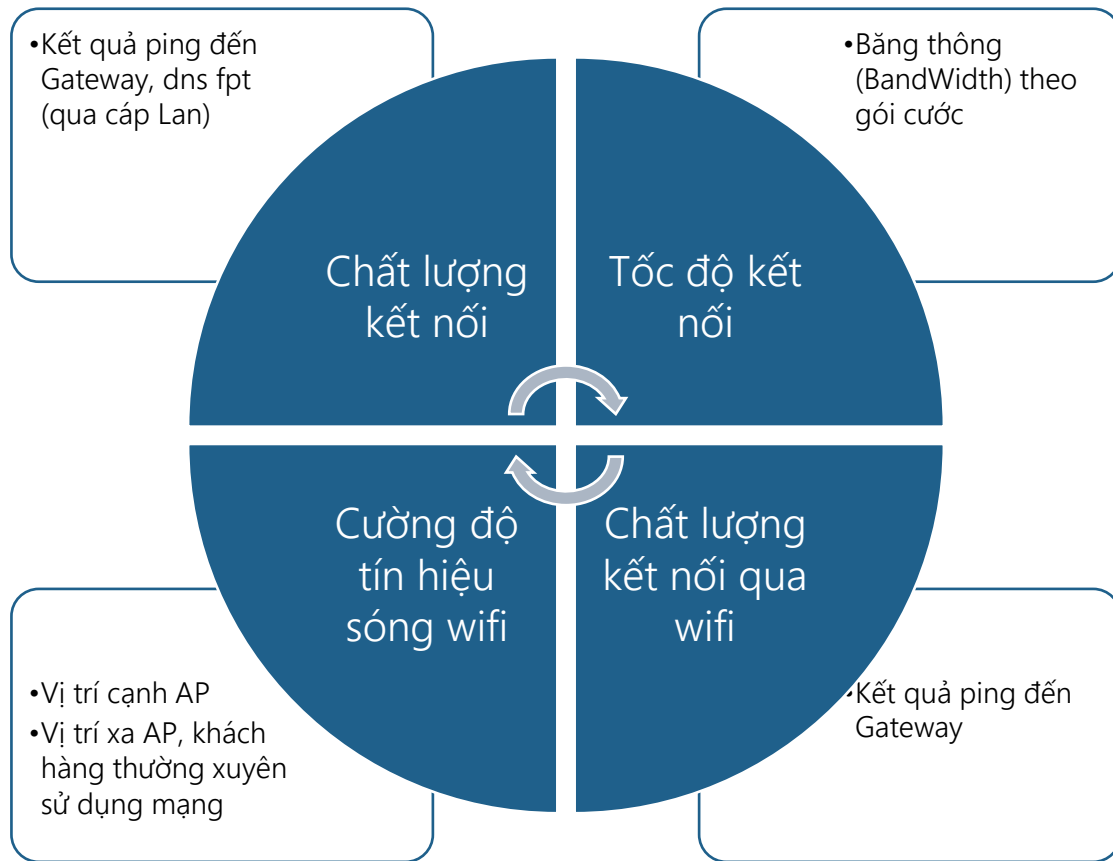 •Kết quả ping đến
Gateway, dns fpt
(qua cáp Lan)
•Băng thông
(BandWidth) theo
gói cước
Chất lượng
kết nối
Tốc độ kết
nối
Cường độ
tín hiệu
sóng wifi
Chất lượng
kết nối qua
wifi
•Vị trí cạnh AP
•Vị trí xa AP, khách
hàng thường xuyên
sử dụng mạng
•Kết quả ping đến
Gateway